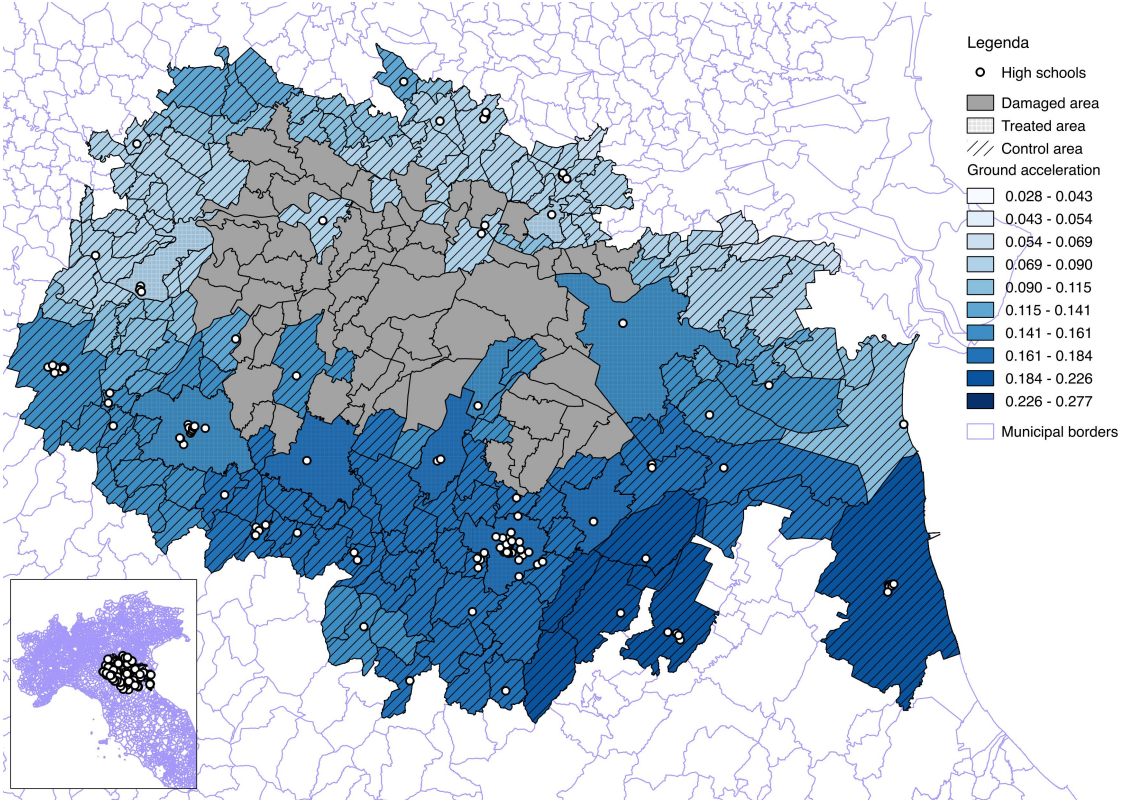 Legenda
High schools
Damaged area
Treated area
Control area
Ground acceleration
0.028 - 0.043
0.043 - 0.054
0.054 - 0.069
0.069 - 0.090
0.090 - 0.115
0.115 - 0.141
0.141 - 0.161
0.161 - 0.184
0.184 - 0.226
0.226 - 0.277
Municipal borders